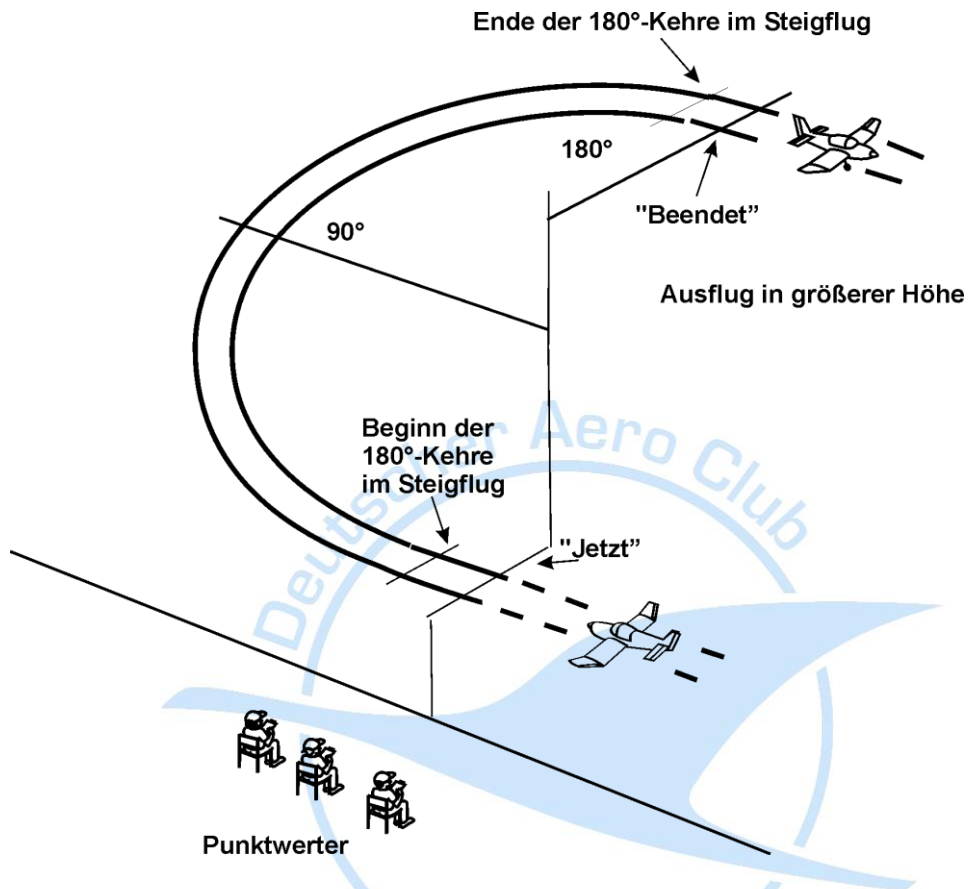 Ende der 180°-Kehre im Steigflug
180°
"Beendet”
90°
Ausflug in größerer Höhe
Beginn der
180°-Kehre
im Steigflug
"Jetzt”
Deutscher Aero Club
Punktwerter